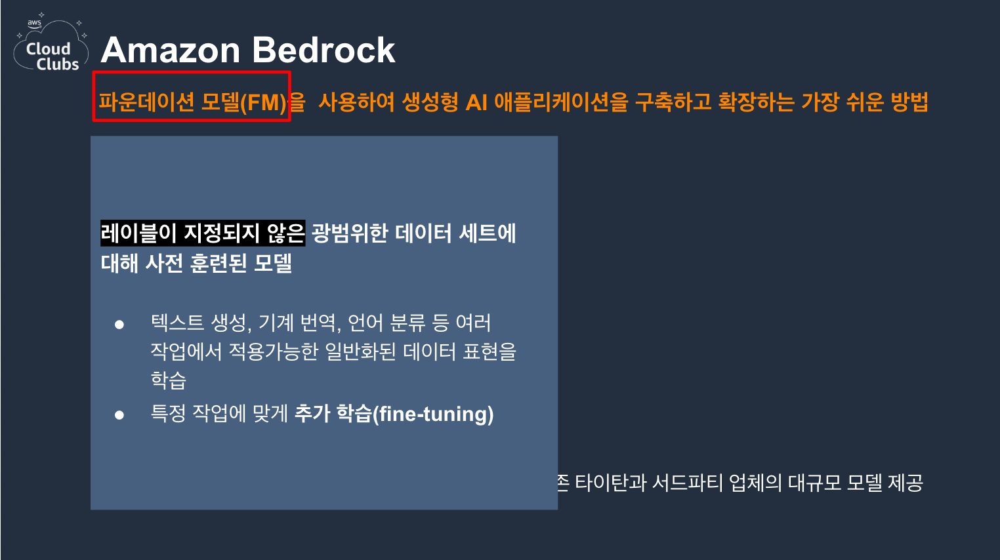 aws
Cloud
Clubs
Amazon Bedrock
파운데이션 모델(FM)을 사용하여 생성형 AI 애플리케이션을 구축하고 확장하는 가장 쉬운 방법
레이블이 지정되지 않은 광범위한 데이터 세트에
대해 사전 훈련된 모델
● 텍스트 생성, 기계 번역, 언어 분류 등 여러
작업에서 적용가능한 일반화된 데이터 표현을
학습
● 특정 작업에 맞게 추가 학습(fine-tuning)
타이탄과 서드파티 업체의 대규모 모델 제공